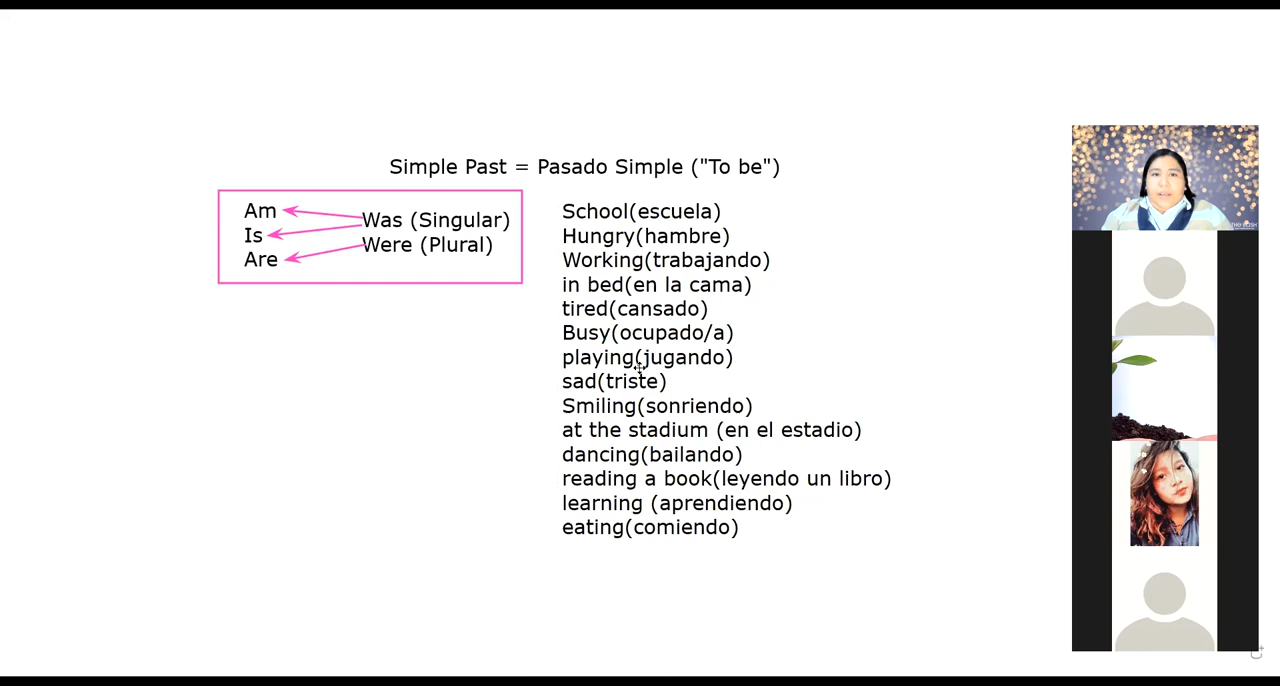 Simple Past = Pasado Simple ("To be")
Am
Is
Are
Was (Singular)
Were (Plural)
School(escuela)
Hungry(hambre)
Working(trabajando)
in bed(en la cama)
tired(cansado)
Busy(ocupado/a)
playing(jugando)
sad(triste)
Smiling(sonriendo)
at the stadium (en el estadio)
dancing(bailando)
reading a book(leyendo un libro)
learning (aprendiendo)
eating(comiendo)